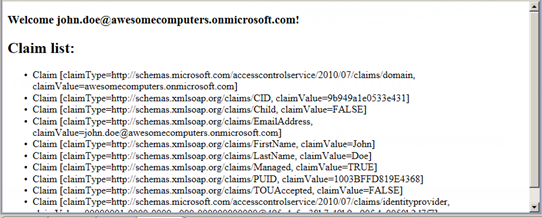 Welcome john.doe@awesomecomputers.onmicrosoft.com!
Claim list:
• Claim [claimType=http://schemas.microsoft.com/accesscontrolservice/2010/07/claims/domain,
claimValue=awesomecomputers.onmicrosoft.com]
• Claim [claimType=http://schemas.xmlsoap.org/claims/CID, claimValue=9b949a1e0533e431]
• Claim [claimType=http://schemas.xmlsoap.org/claims/Child, claimValue=FALSE]
• Claim [claimType=http://schemas.xmlsoap.org/claims/EmailAddress,
claimValue=john.doe@awesomecomputers.onmicrosoft.com]
• Claim [claimType=http://schemas.xmlsoap.org/claims/FirstName, claimValue=John]
• Claim [claimType=http://schemas.xmlsoap.org/claims/LastName, claimValue=Doe]
• Claim [claimType=http://schemas.xmlsoap.org/claims/Managed, claimValue=TRUE]
• Claim [claimType=http://schemas.xmlsoap.org/claims/PUID, claimValue=1003BFFD819E4368]
• Claim [claimType=http://schemas.xmlsoap.org/claims/TOUAccepted, claimValue=FALSE]
• Claim [claimType=http://schemas.microsoft.com/accesscontrolservice/2010/07/claims/identityprovider,